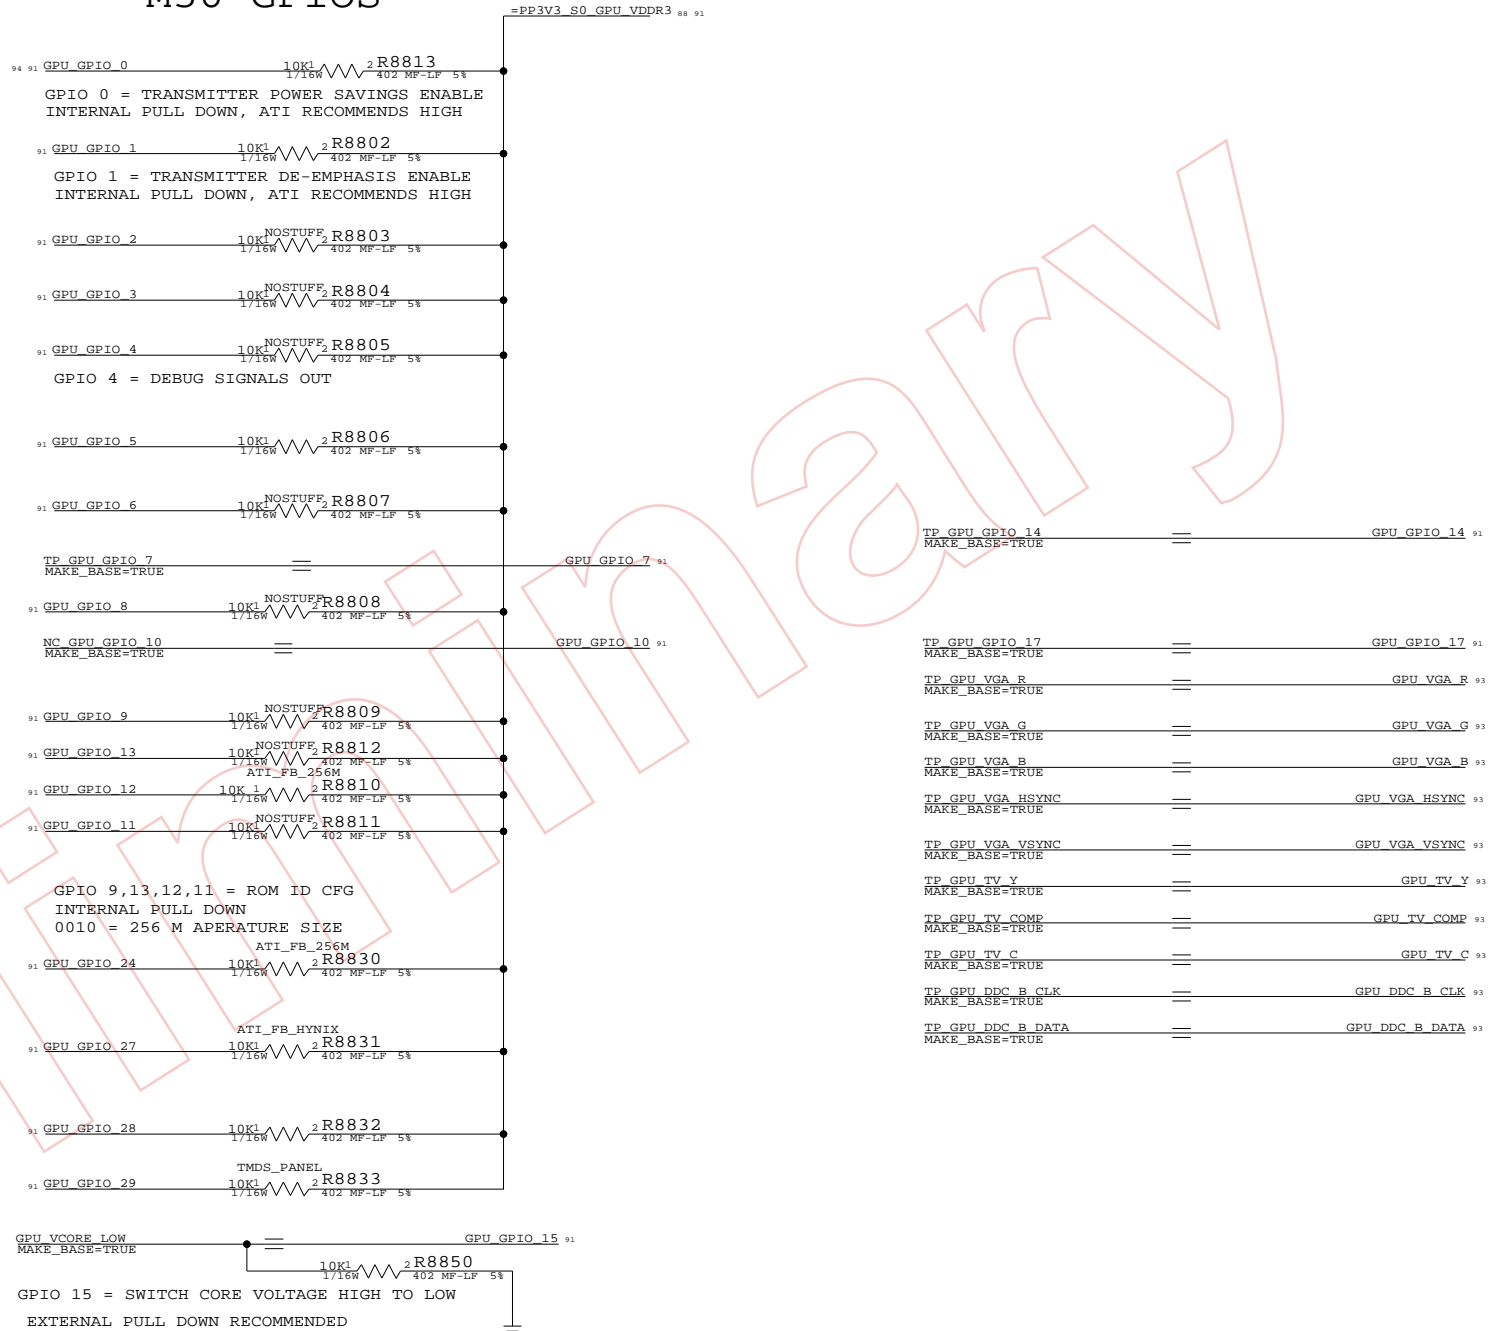 M56 GPIOS
=PP3V3_S0_GPU_VDDR3 88 91
94 91 GPU_GPIO_0 10K 1 2 R8813
1/16W 402 MF-LF 5%
GPIO 0 = TRANSMITTER POWER SAVINGS ENABLE
INTERNAL PULL DOWN, ATI RECOMMENDS HIGH
91 GPU_GPIO_1 10K 1 2 R8802
1/16W 402 MF-LF 5%
GPIO 1 = TRANSMITTER DE-EMPHASIS ENABLE
INTERNAL PULL DOWN, ATI RECOMMENDS HIGH
NOSTUFF
91 GPU_GPIO_2 10K 1 2 R8803
1/16W 402 MF-LF 5%
NOSTUFF
91 GPU_GPIO_3 10K 1 2 R8804
1/16W 402 MF-LF 5%
NOSTUFF
91 GPU_GPIO_4 10K 1 2 R8805
1/16W 402 MF-LF 5%
GPIO 4 = DEBUG SIGNALS OUT
91 GPU_GPIO_5 10K 1 2 R8806
1/16W 402 MF-LF 5%
NOSTUFF
91 GPU_GPIO_6 10K 1 2 R8807
1/16W 402 MF-LF 5%
TP_GPU_GPIO_7 GPU_GPIO_7 91
MAKE_BASE=TRUE
NOSTUFF
91 GPU_GPIO_8 10K 1 2 R8808
1/16W 402 MF-LF 5%
NC_GPU_GPIO_10 GPU_GPIO_10 91
MAKE_BASE=TRUE
NOSTUFF
91 GPU_GPIO_9 10K 1 2 R8809
1/16W 402 MF-LF 5%
NOSTUFF
91 GPU_GPIO_13 10K 1 2 R8812
1/16W 402 MF-LF 5%
ATI_FB_256M
91 GPU_GPIO_12 10K 1 2 R8810
1/16W 402 MF-LF 5%
NOSTUFF
91 GPU_GPIO_11 10K 1 2 R8811
1/16W 402 MF-LF 5%
GPIO 9,13,12,11 = ROM ID CFG
INTERNAL PULL DOWN
0010 = 256 M APERATURE SIZE
ATI_FB_256M
91 GPU_GPIO_24 10K 1 2 R8830
1/16W 402 MF-LF 5%
ATI_FB_HYNIX
91 GPU_GPIO_27 10K 1 2 R8831
1/16W 402 MF-LF 5%
91 GPU_GPIO_28 10K 1 2 R8832
1/16W 402 MF-LF 5%
TMDS_PANEL
91 GPU_GPIO_29 10K 1 2 R8833
1/16W 402 MF-LF 5%
GPU_VCORE_LOW GPU_GPIO_15 91
MAKE_BASE=TRUE
10K 1 2 R8850
1/16W 402 MF-LF 5%
GPIO 15 = SWITCH CORE VOLTAGE HIGH TO LOW
EXTERNAL PULL DOWN RECOMMENDED
TP_GPU_GPIO_14 GPU_GPIO_14 91
MAKE_BASE=TRUE
TP_GPU_GPIO_17 GPU_GPIO_17 91
MAKE_BASE=TRUE
TP_GPU_VGA_R GPU_VGA_R 93
MAKE_BASE=TRUE
TP_GPU_VGA_G GPU_VGA_G 93
MAKE_BASE=TRUE
TP_GPU_VGA_B GPU_VGA_B 93
MAKE_BASE=TRUE
TP_GPU_VGA_HSYNC GPU_VGA_HSYNC 93
MAKE_BASE=TRUE
TP_GPU_VGA_VSYNC GPU_VGA_VSYNC 93
MAKE_BASE=TRUE
TP_GPU_TV_Y GPU_TV_Y 93
MAKE_BASE=TRUE
TP_GPU_TV_COMP GPU_TV_COMP 93
MAKE_BASE=TRUE
TP_GPU_TV_C GPU_TV_C 93
MAKE_BASE=TRUE
TP_GPU_DDC_B_CLK GPU_DDC_B_CLK 93
MAKE_BASE=TRUE
TP_GPU_DDC_B_DATA GPU_DDC_B_DATA 93
MAKE_BASE=TRUE
iminary